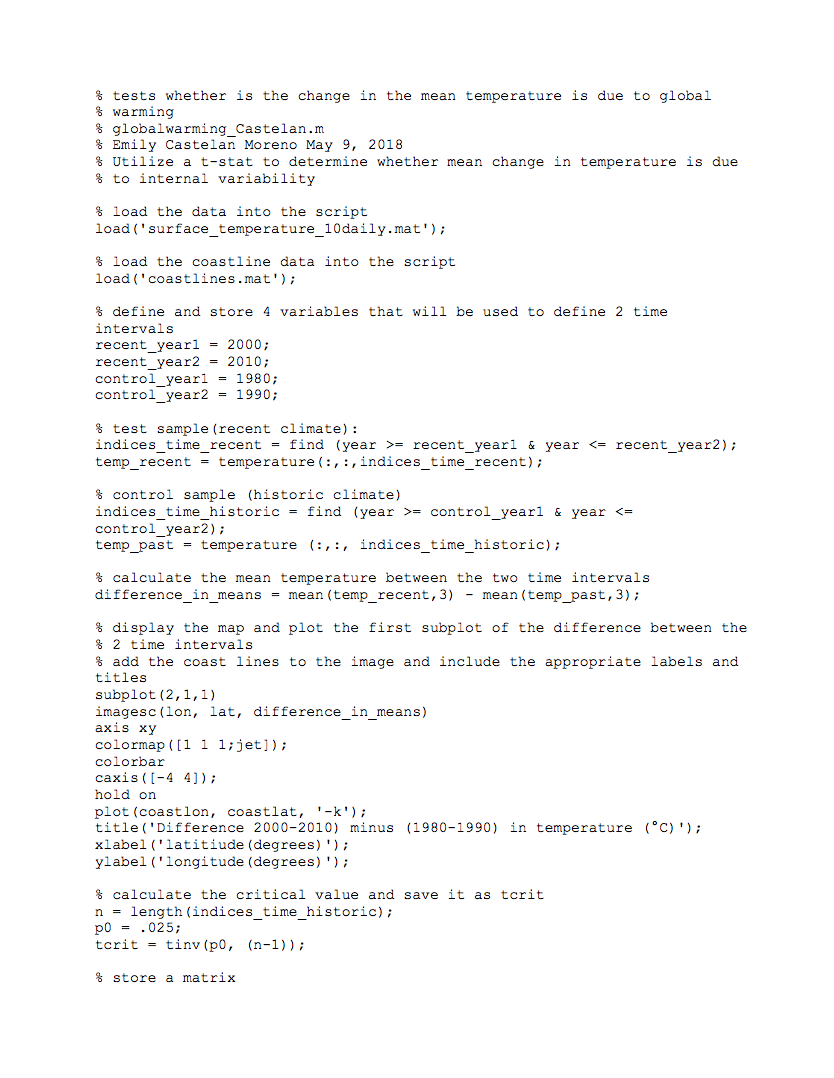 % tests whether is the change in the mean temperature is due to global
% warming
% globalwarming_Castelan.m
% Emily Castelan Moreno May 9, 2018
% Utilize a t-stat to determine whether mean change in temperature is due
% to internal variability

% load the data into the script
load('surface_temperature_10daily.mat');

% load the coastline data into the script
load('coastlines.mat');

% define and store 4 variables that will be used to define 2 time
intervals
recent_year1 = 2000;
recent_year2 = 2010;
control_year1 = 1980;
control_year2 = 1990;

% test sample(recent climate):
indices_time_recent = find (year >= recent_year1 & year <= recent_year2);
temp_recent = temperature(:,:,indices_time_recent);

% control sample (historic climate)
indices_time_historic = find (year >= control_year1 & year <=
control_year2);
temp_past = temperature (:,:, indices_time_historic);

% calculate the mean temperature between the two time intervals
difference_in_means = mean(temp_recent,3) - mean(temp_past,3);

% display the map and plot the first subplot of the difference between the
% 2 time intervals
% add the coast lines to the image and include the appropriate labels and
titles
subplot(2,1,1)
imagesc(lon, lat, difference_in_means)
axis xy
colormap([1 1 1;jet]);
colorbar
caxis([-4 4]);
hold on
plot(coastlon, coastlat, '-k');
title('Difference 2000-2010) minus (1980-1990) in temperature (°C)');
xlabel('latitiude(degrees)');
ylabel('longitude(degrees)');

% calculate the critical value and save it as tcrit
n = length(indices_time_historic);
p0 = .025;
tcrit = tinv(p0, (n-1));

% store a matrix